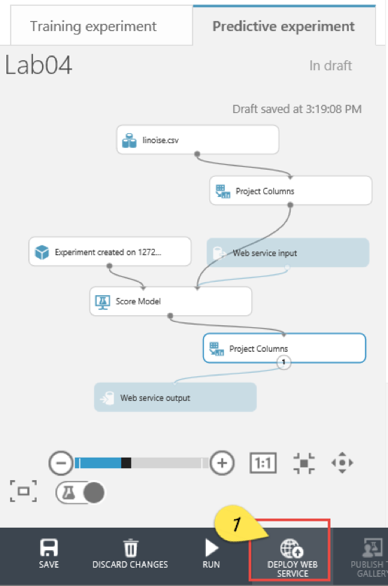 Training experiment
Predictive experiment
Lab04
In draft
Draft saved at 3:19:08 PM
linoise.csv
Project Columns
Experiment created on 1272...
Web service input
Score Model
Project Columns
1
Web service output
1:1
1
SAVE
DISCARD CHANGES
RUN
DEPLOY WEB
SERVICE
PUBLISH
GALLERY